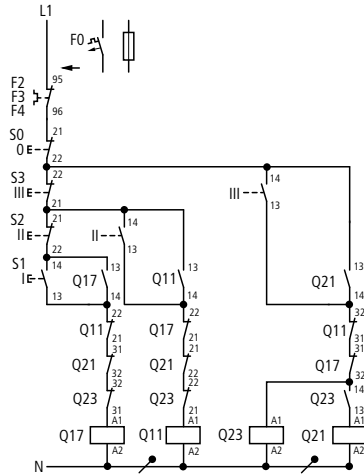 L1
F0
F2
F3
F4
95
96
S0
0
21
22
S3
III
22
21
S2
II
21
22
S1
I
14
13
Q17
13
14
II
14
13
Q11
13
14
III
14
13
Q21
13
14
Q11
22
21
Q17
22
21
Q11
32
31
Q21
31
32
Q21
21
22
Q17
31
32
Q23
32
31
Q23
22
21
Q23
14
13
Q17
A1
A2
Q11
A1
A2
Q23
A1
A2
Q21
A1
A2
N